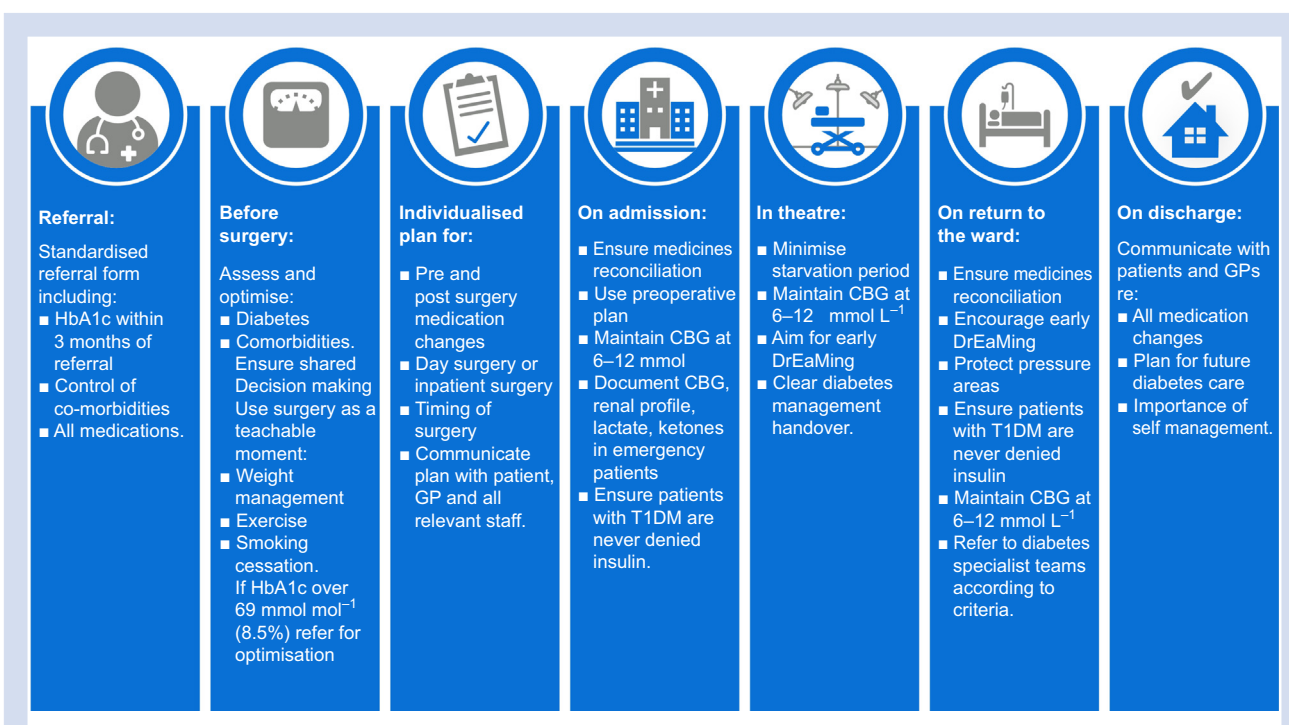 Referral:
Standardised
referral form
including:
■ HbA1c within
3 months of
referral
■ Control of
co-morbidities
■ All medications.
Before
surgery:
Assess and
optimise:
■ Diabetes
■ Comorbidities.
Ensure shared
Decision making
Use surgery as a
teachable
moment:
■ Weight
management
■ Exercise
■ Smoking
cessation.
If HbA1c over
69 mmol mol⁻¹
(8.5%) refer for
optimisation
Individualised
plan for:
■ Pre and
post surgery
medication
changes
■ Day surgery or
inpatient surgery
■ Timing of
surgery
■ Communicate
plan with patient,
GP and all
relevant staff.
On admission:
■ Ensure medicines
reconciliation
■ Use preoperative
plan
■ Maintain CBG at
6–12 mmol
■ Document CBG,
renal profile,
lactate, ketones
in emergency
patients
■ Ensure patients
with T1DM are
never denied
insulin.
In theatre:
■ Minimise
starvation period
■ Maintain CBG at
6–12 mmol L⁻¹
■ Aim for early
DrEaMing
■ Clear diabetes
management
handover.
On return to
the ward:
■ Ensure medicines
reconciliation
■ Encourage early
DrEaMing
■ Protect pressure
areas
■ Ensure patients
with T1DM are
never denied
insulin
■ Maintain CBG at
6–12 mmol L⁻¹
■ Refer to diabetes
specialist teams
according to
criteria.
On discharge:
Communicate with
patients and GPs
re:
■ All medication
changes
■ Plan for future
diabetes care
■ Importance of
self management.